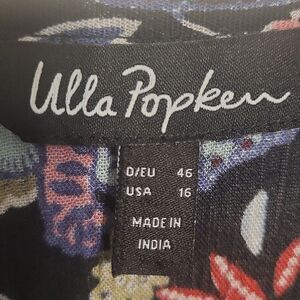 Ulla Popken
D/EU 46
USA 16
MADE IN
INDIA